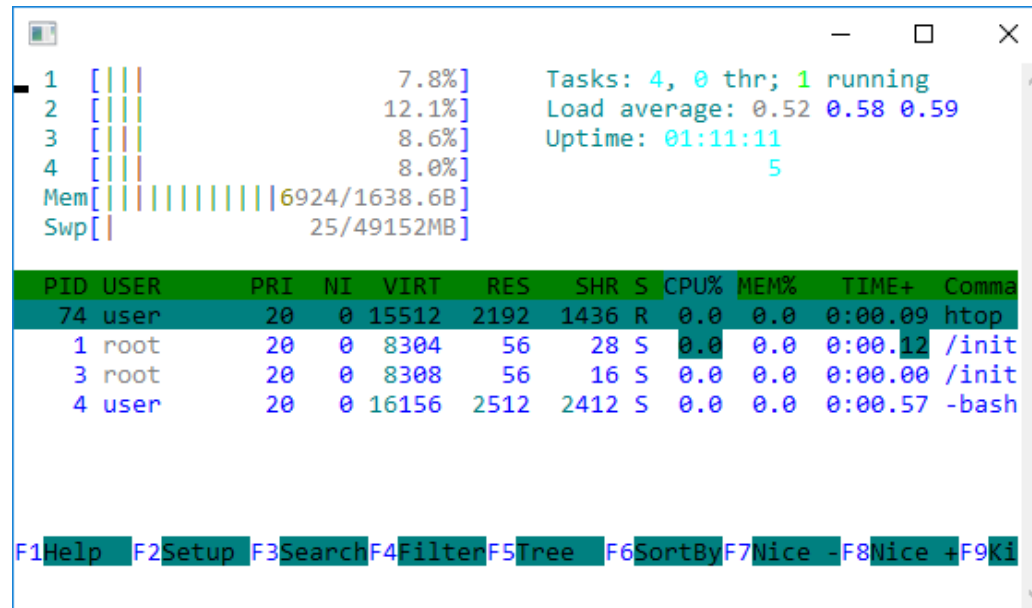 1 [||| 7.8%] Tasks: 4, 0 thr; 1 running
2 [||| 12.1%] Load average: 0.52 0.58 0.59
3 [||| 8.6%] Uptime: 01:11:11
4 [||| 8.0%] 5
Mem[||||||||||||6924/1638.6B]
Swp[| 25/49152MB]
PID USER PRI NI VIRT RES SHR S CPU% MEM% TIME+ Comma
74 user 20 0 15512 2192 1436 R 0.0 0.0 0:00.09 htop
1 root 20 0 8304 56 28 S 0.0 0.0 0:00.12 /init
3 root 20 0 8308 56 16 S 0.0 0.0 0:00.00 /init
4 user 20 0 16156 2512 2412 S 0.0 0.0 0:00.57 -bash
F1Help F2Setup F3SearchF4FilterF5Tree F6SortByF7Nice -F8Nice +F9Ki